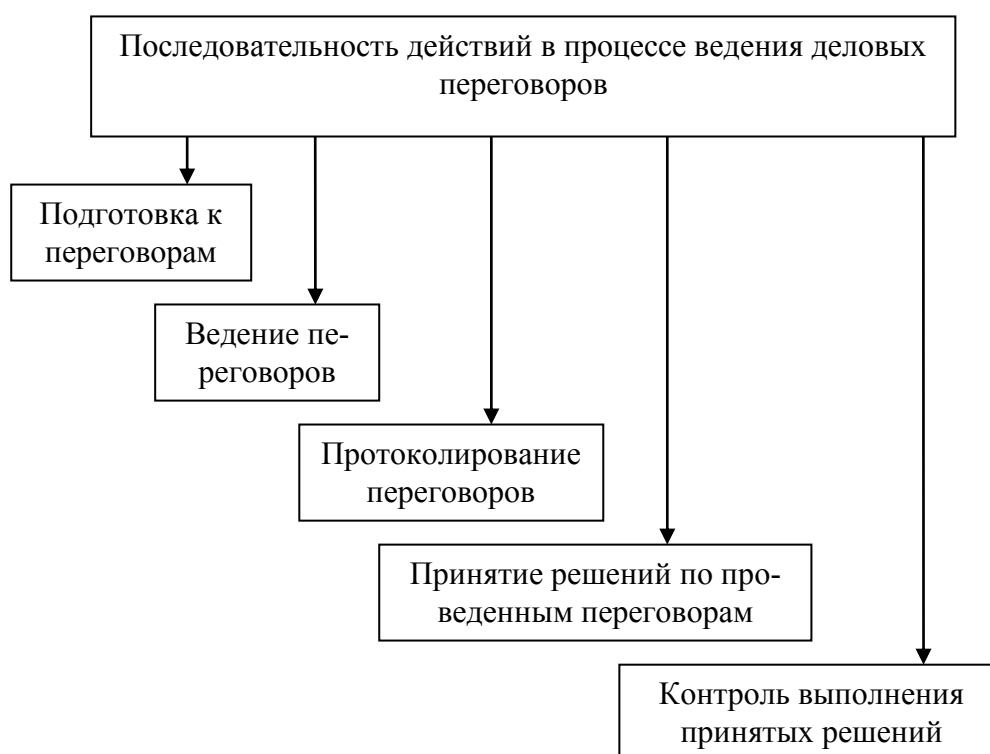 Последовательность действий в процессе ведения деловых
переговоров
Подготовка к
переговорам
Ведение пе-
реговоров
Протоколирование
переговоров
Принятие решений по про-
веденным переговорам
Контроль выполнения
принятых решений